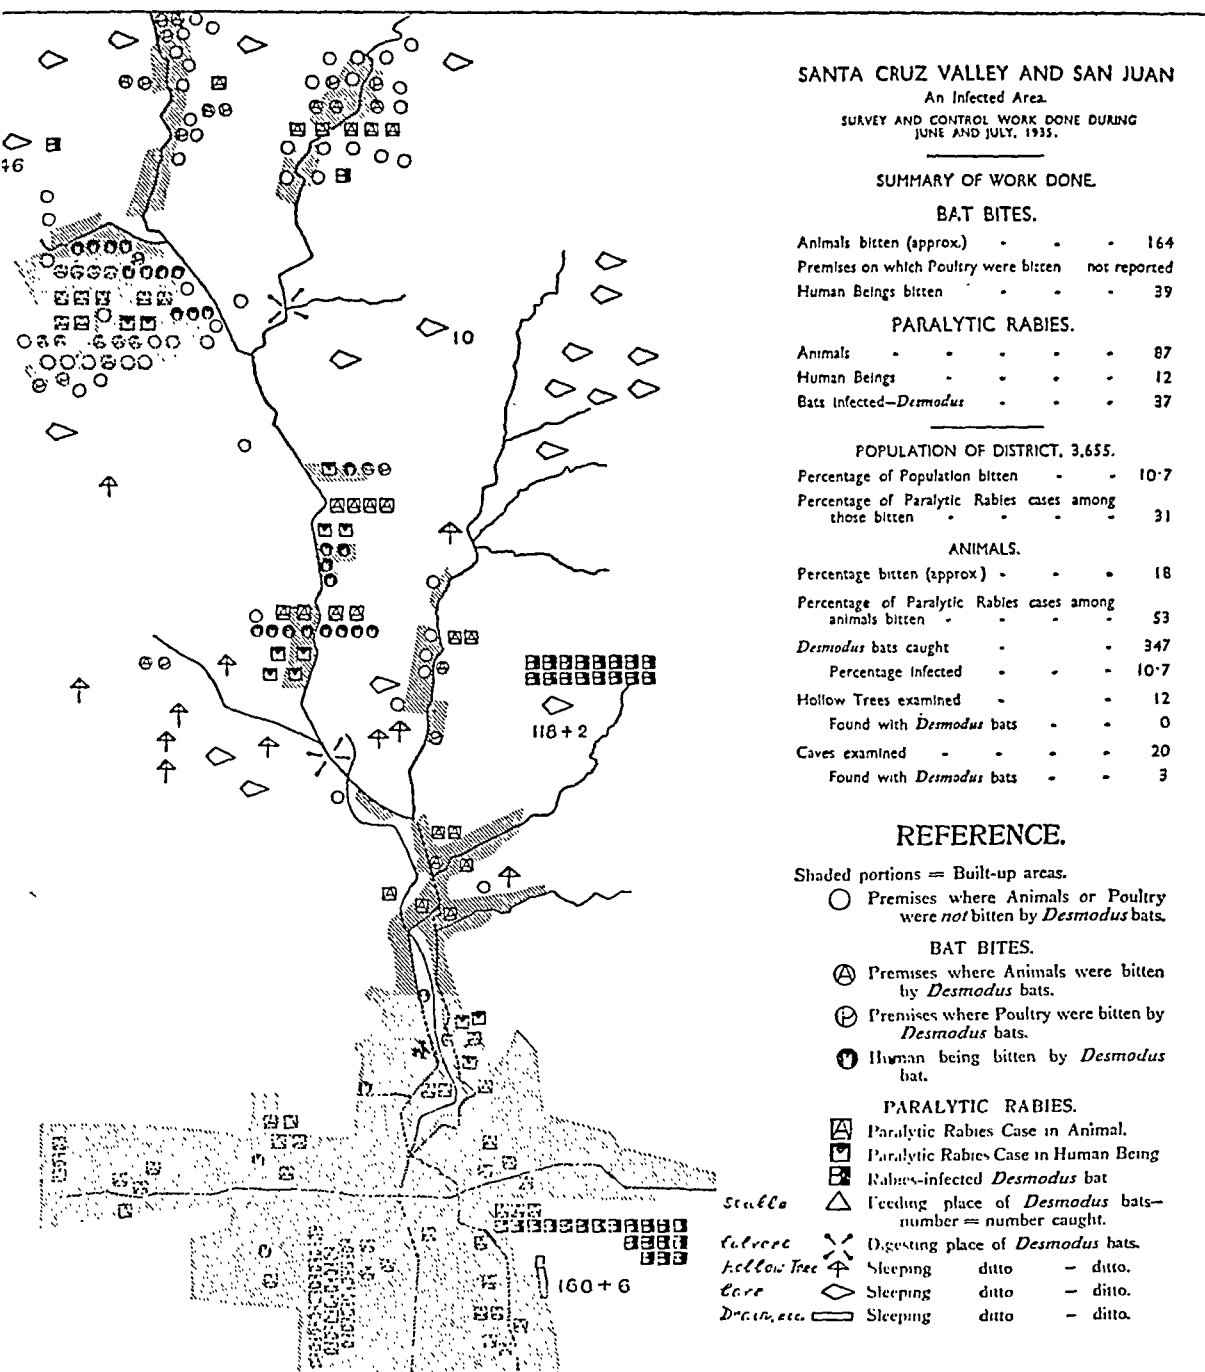 SANTA CRUZ VALLEY AND SAN JUAN
An Infected Area.
SURVEY AND CONTROL WORK DONE DURING
JUNE AND JULY, 1935.
SUMMARY OF WORK DONE.
BAT BITES.
Animals bitten (approx.) - - - 164
Premises on which Poultry were bitten not reported
Human Beings bitten - - - 39
PARALYTIC RABIES.
Animals - - - - - 87
Human Beings - - - - 12
Bats infected—Desmodus - - - 37
POPULATION OF DISTRICT, 3,655.
Percentage of Population bitten - - 10·7
Percentage of Paralytic Rabies cases among
those bitten - - - - 31
ANIMALS.
Percentage bitten (approx) - - - 18
Percentage of Paralytic Rabies cases among
animals bitten - - - - 53
Desmodus bats caught - - 347
Percentage infected - - - 10·7
Hollow Trees examined - - 12
Found with Desmodus bats - - 0
Caves examined - - - - 20
Found with Desmodus bats - - 3
REFERENCE.
Shaded portions = Built-up areas.
Premises where Animals or Poultry
were not bitten by Desmodus bats.
BAT BITES.
A Premises where Animals were bitten
by Desmodus bats.
P Premises where Poultry were bitten by
Desmodus bats.
Human being bitten by Desmodus
bat.
PARALYTIC RABIES.
A Paralytic Rabies Case in Animal.
Paralytic Rabies Case in Human Being
Rabies-infected Desmodus bat
Feeding place of Desmodus bats—
number = number caught.
Culvert Digesting place of Desmodus bats.
Hollow Tree Sleeping ditto – ditto.
Cave Sleeping ditto – ditto.
Drain, etc. Sleeping ditto – ditto.
46
10
118+2
160+6